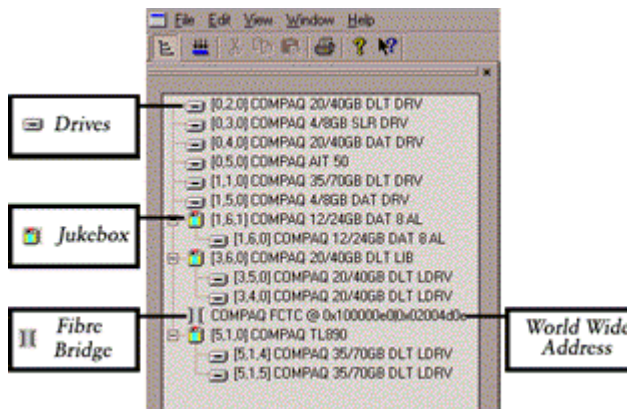 File Edit View Window Help
[0,2,0] COMPAQ 20/40GB DLT DRV
Drives
[0,3,0] COMPAQ 4/8GB SLR DRV
[0,4,0] COMPAQ 20/40GB DAT DRV
[0,5,0] COMPAQ AIT 50
[1,1,0] COMPAQ 35/70GB DLT DRV
[1,5,0] COMPAQ 4/8GB DAT DRV
[1,6,1] COMPAQ 12/24GB DAT 8 AL
Jukebox
[1,6,0] COMPAQ 12/24GB DAT 8 AL
[3,6,0] COMPAQ 20/40GB DLT LIB
[3,5,0] COMPAQ 20/40GB DLT LDRV
[3,4,0] COMPAQ 20/40GB DLT LDRV
COMPAQ FCTC @
Fibre
Bridge
World Wide
Address
[5,1,0] COMPAQ TL890
[5,1,4] COMPAQ 35/70GB DLT LDRV
[5,1,5] COMPAQ 35/70GB DLT LDRV